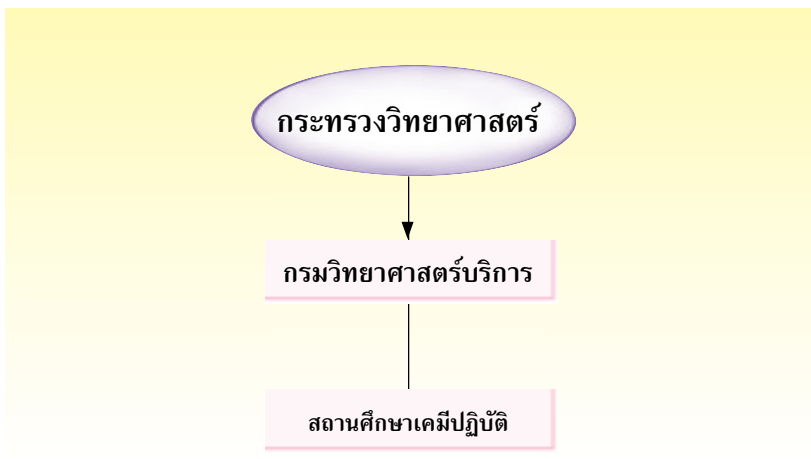 กระทรวงวิทยาศาสตร์
กรมวิทยาศาสตร์บริการ
สถานศึกษาเคมีปฏิบัติ